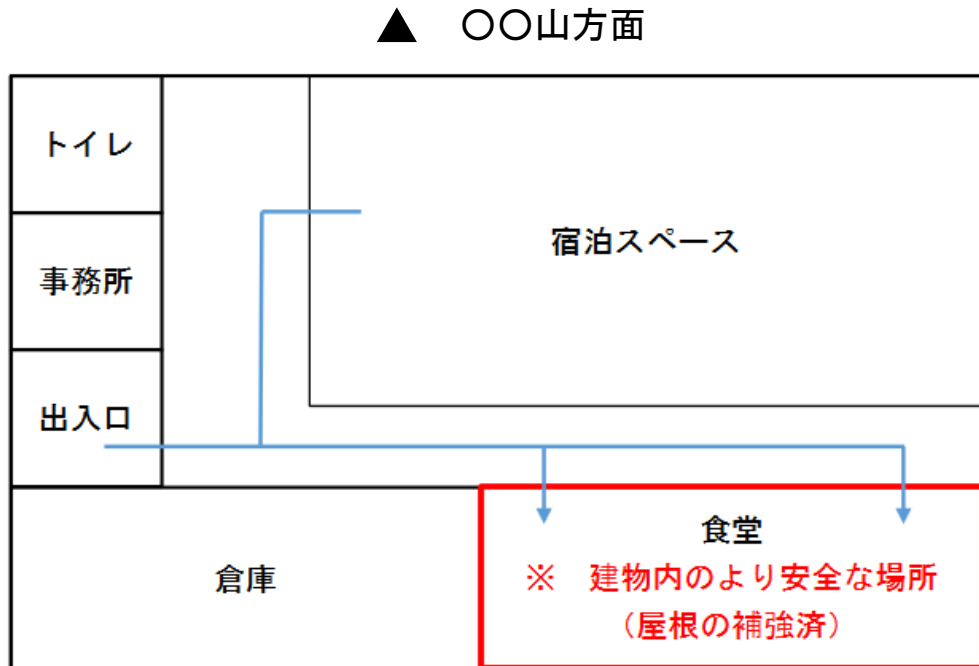 ▲ 〇〇山方面
トイレ
宿泊スペース
事務所
出入口
倉庫
食堂
※ 建物内のより安全な場所
（屋根の補強済）